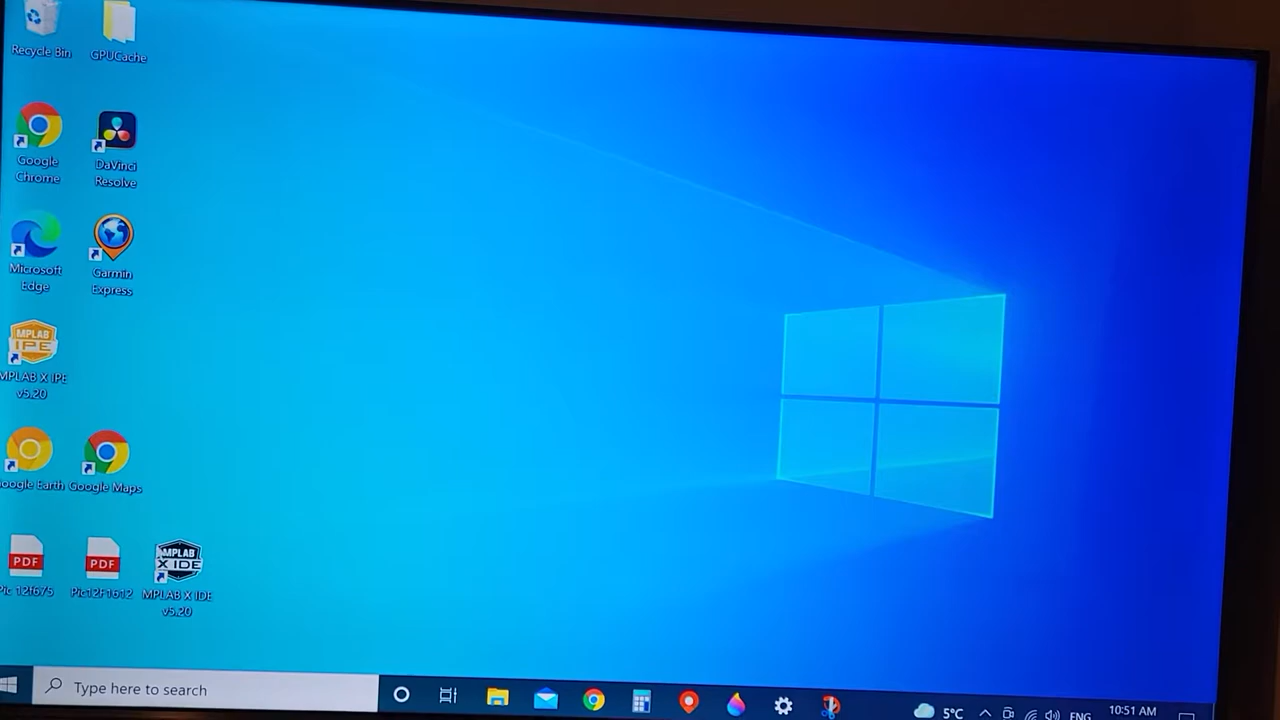 Recycle Bin
GPUCache
Google
Chrome
DaVinci
Resolve
Microsoft
Edge
Garmin
Express
MPLAB
IPE
MPLAB X IPE
v5.20
oogle Earth
Google Maps
PDF
Pic 12f675
PDF
Pic12F1612
MPLAB
X IDE
MPLAB X IDE
v5.20
Type here to search
5°C
ENG
10:51 AM